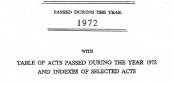 PASSED DURING THE YEAR
1972
WITH
TABLE OF ACTS PASSED DURING THE YEAR 1972
AND INDEXES OF SELECTED ACTS